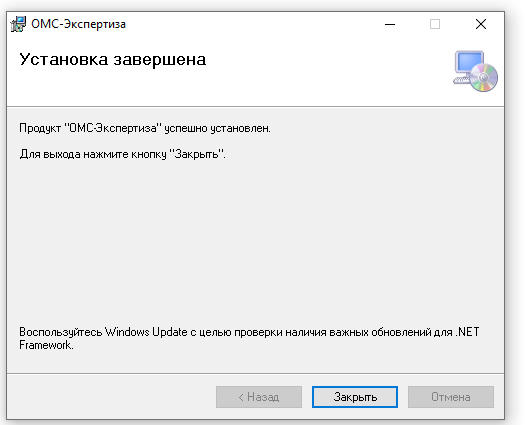 ОМС-Экспертиза
Установка завершена
Продукт "ОМС-Экспертиза" успешно установлен.
Для выхода нажмите кнопку "Закрыть".
Воспользуйтесь Windows Update с целью проверки наличия важных обновлений для .NET
Framework.
< Назад Закрыть Отмена